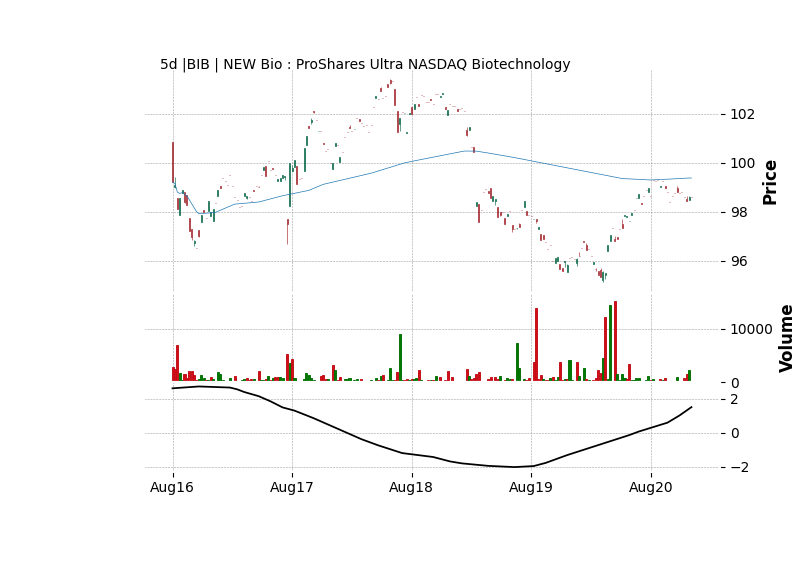 5d |BIB | NEW Bio : ProShares Ultra NASDAQ Biotechnology
102
100
98
96
Price
10000
0
Volume
2
0
−2
Aug16 Aug17 Aug18 Aug19 Aug20